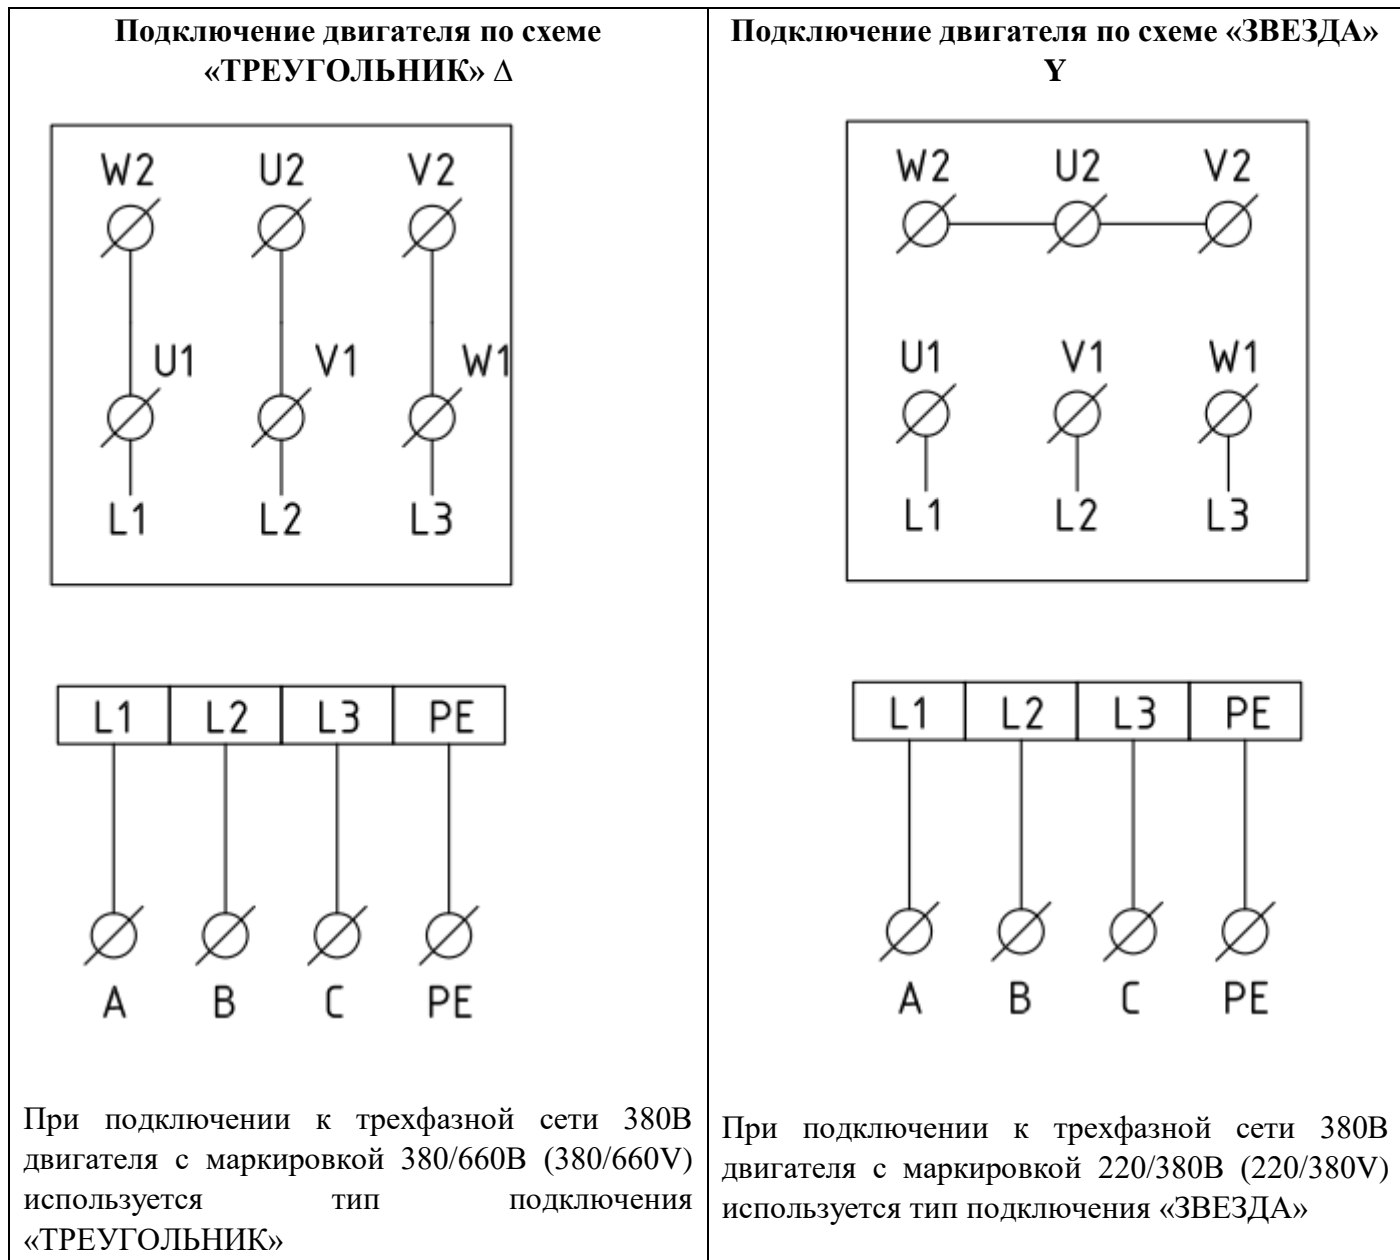 Подключение двигателя по схеме
«ТРЕУГОЛЬНИК» Δ
W2 U2 V2
U1 V1 W1
L1 L2 L3
L1 L2 L3 PE
A B C PE
При подключении к трехфазной сети 380В
двигателя с маркировкой 380/660В (380/660V)
используется тип подключения
«ТРЕУГОЛЬНИК»
Подключение двигателя по схеме «ЗВЕЗДА»
Y
W2 U2 V2
U1 V1 W1
L1 L2 L3
L1 L2 L3 PE
A B C PE
При подключении к трехфазной сети 380В
двигателя с маркировкой 220/380В (220/380V)
используется тип подключения «ЗВЕЗДА»